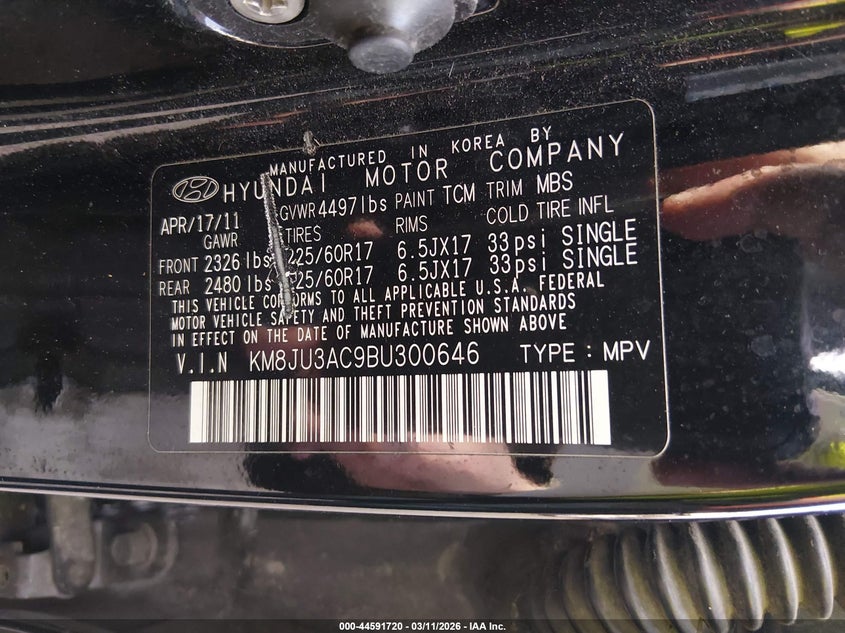 MANUFACTURED IN KOREA BY
HYUNDAI MOTOR COMPANY
APR/17/11 GVWR 4497lbs PAINT TCM TRIM MBS
GAWR TIRES RIMS COLD TIRE INFL
FRONT 2326 lbs 225/60R17 6.5JX17 33psi SINGLE
REAR 2480 lbs 225/60R17 6.5JX17 33psi SINGLE
THIS VEHICLE CONFORMS TO ALL APPLICABLE U.S.A. FEDERAL
MOTOR VEHICLE SAFETY AND THEFT PREVENTION STANDARDS
IN EFFECT ON THE DATE OF MANUFACTURE SHOWN ABOVE
V.I.N KM8JU3AC9BU300646 TYPE : MPV
000-44591720 - 03/11/2026 - IAA Inc.